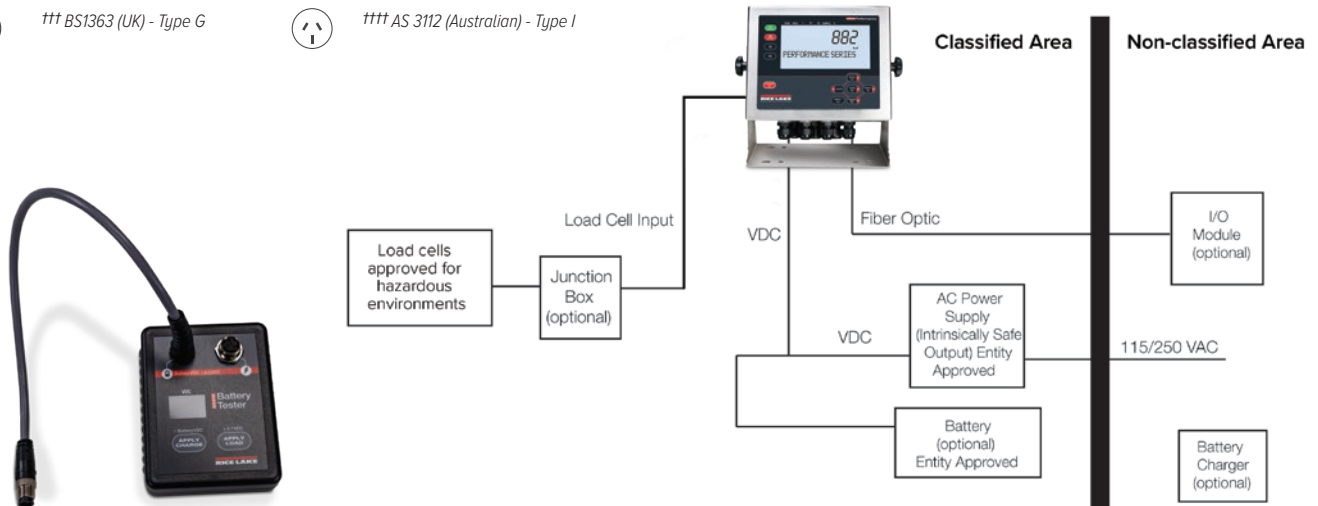 ††† BS1363 (UK) - Type G
†††† AS 3112 (Australian) - Type I
882
PERFORMANCE SERIES
RICE LAKE
Classified Area
Non-classified Area
Load Cell Input
VDC
Fiber Optic
I/O
Module
(optional)
Load cells
approved for
hazardous
environments
Junction
Box
(optional)
VDC
AC Power
Supply
(Intrinsically Safe
Output) Entity
Approved
115/250 VAC
Battery
(optional)
Entity Approved
Battery
Charger
(optional)
VDC
Battery
Tester
APPLY
CHARGE
APPLY
LOAD
RICE LAKE